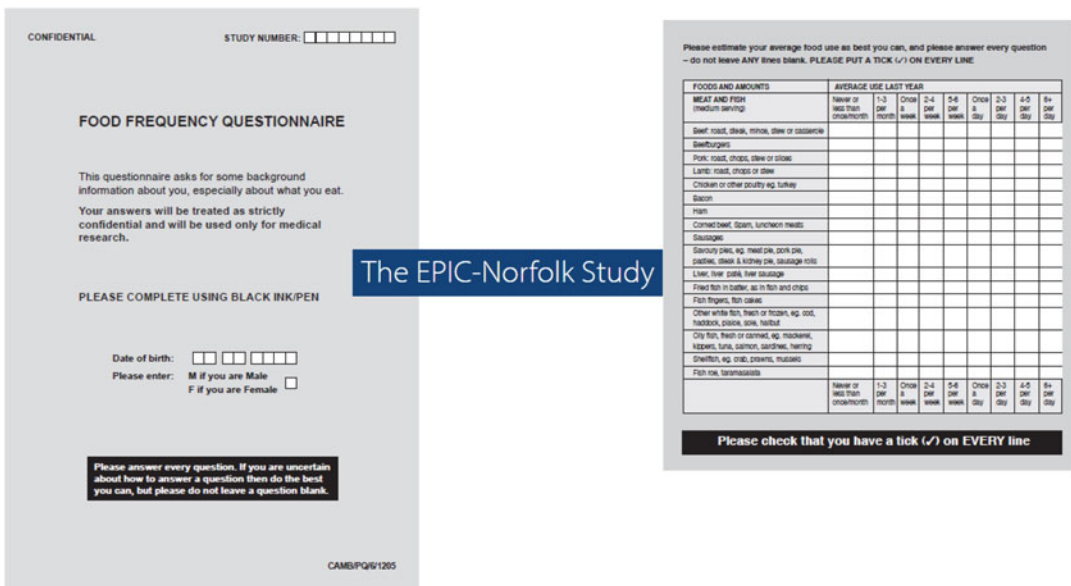 CONFIDENTIAL
STUDY NUMBER:
FOOD FREQUENCY QUESTIONNAIRE
This questionnaire asks for some background
information about you, especially about what you eat.
Your answers will be treated as strictly
confidential and will be used only for medical
research.
PLEASE COMPLETE USING BLACK INK/PEN
Date of birth:
Please enter: M if you are Male
F if you are Female
Please answer every question. If you are uncertain
about how to answer a question then do the best
you can, but please do not leave a question blank.
CAMB/PQ/6/1205
The EPIC-Norfolk Study
Please estimate your average food use as best you can, and please answer every question
– do not leave ANY lines blank. PLEASE PUT A TICK (✓) ON EVERY LINE
FOODS AND AMOUNTS AVERAGE USE LAST YEAR
MEAT AND FISH
(medium serving)
Never or less than once/month 1-3 per month Once a week 2-4 per week 5-6 per week Once a day 2-3 per day 4-5 per day 6+ per day
Beef: roast, steak, mince, stew or casserole
Beefburgers
Pork: roast, chops, stew or slices
Lamb: roast, chops or stew
Chicken or other poultry eg. turkey
Bacon
Ham
Corned beef, Spam, luncheon meats
Sausages
Savoury pies, eg. meat pie, pork pie,
pasties, steak & kidney pie, sausage rolls
Liver, liver paté, liver sausage
Fried fish in batter, as in fish and chips
Fish fingers, fish cakes
Other white fish, fresh or frozen, eg. cod,
haddock, plaice, sole, halibut
Oily fish, fresh or canned, eg. mackerel,
kippers, tuna, salmon, sardines, herring
Shellfish, eg. crab, prawns, mussels
Fish roe, taramasalata
Never or less than once/month 1-3 per month Once a week 2-4 per week 5-6 per week Once a day 2-3 per day 4-5 per day 6+ per day
Please check that you have a tick (✓) on EVERY line